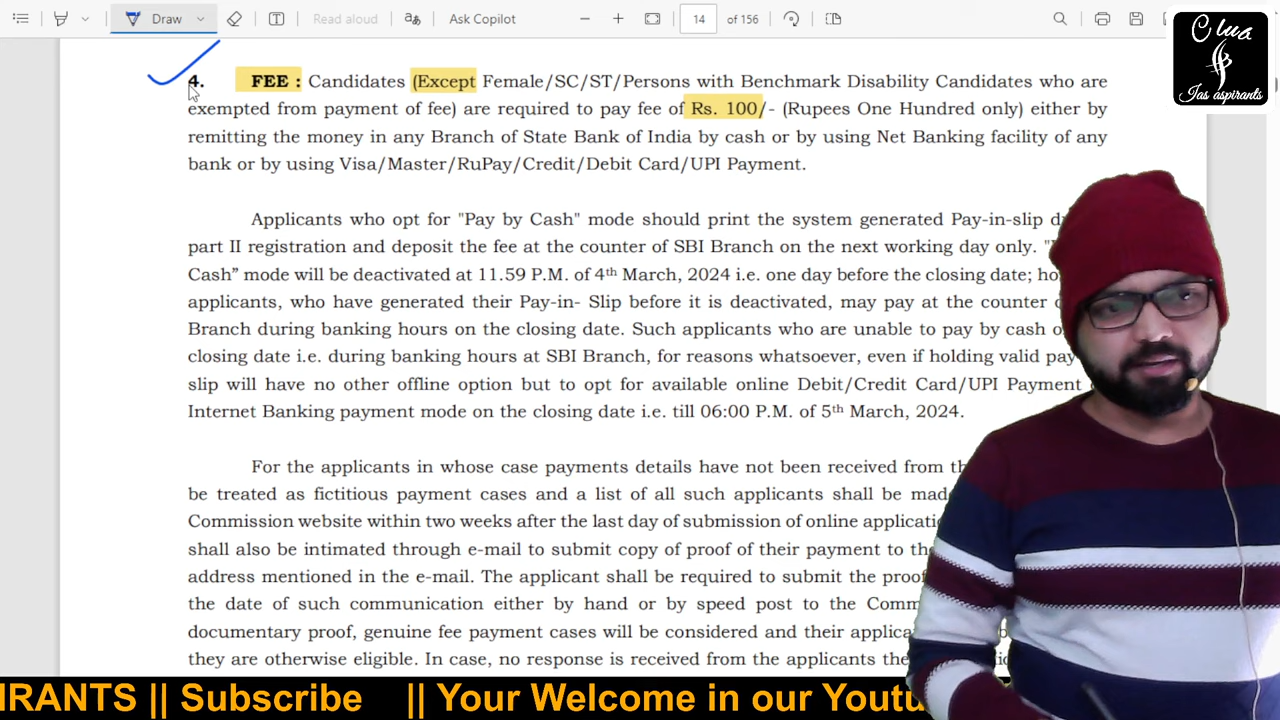 Draw
Read aloud
Ask Copilot
14 of 156
C lua
Ias aspirants
4. FEE : Candidates (Except Female/SC/ST/Persons with Benchmark Disability Candidates who are
exempted from payment of fee) are required to pay fee of Rs. 100/- (Rupees One Hundred only) either by
remitting the money in any Branch of State Bank of India by cash or by using Net Banking facility of any
bank or by using Visa/Master/RuPay/Credit/Debit Card/UPI Payment.
Applicants who opt for "Pay by Cash" mode should print the system generated Pay-in-slip
part II registration and deposit the fee at the counter of SBI Branch on the next working day only.
Cash” mode will be deactivated at 11.59 P.M. of 4th March, 2024 i.e. one day before the closing date;
applicants, who have generated their Pay-in- Slip before it is deactivated, may pay at the counter
Branch during banking hours on the closing date. Such applicants who are unable to pay by cash
closing date i.e. during banking hours at SBI Branch, for reasons whatsoever, even if holding valid
slip will have no other offline option but to opt for available online Debit/Credit Card/UPI Payment
Internet Banking payment mode on the closing date i.e. till 06:00 P.M. of 5th March, 2024.
For the applicants in whose case payments details have not been received from
be treated as fictitious payment cases and a list of all such applicants shall be
Commission website within two weeks after the last day of submission of online
shall also be intimated through e-mail to submit copy of proof of their payment to
address mentioned in the e-mail. The applicant shall be required to submit the
the date of such communication either by hand or by speed post to the
documentary proof, genuine fee payment cases will be considered and their
they are otherwise eligible. In case, no response is received from the applicants
IRANTS || Subscribe || Your Welcome in our